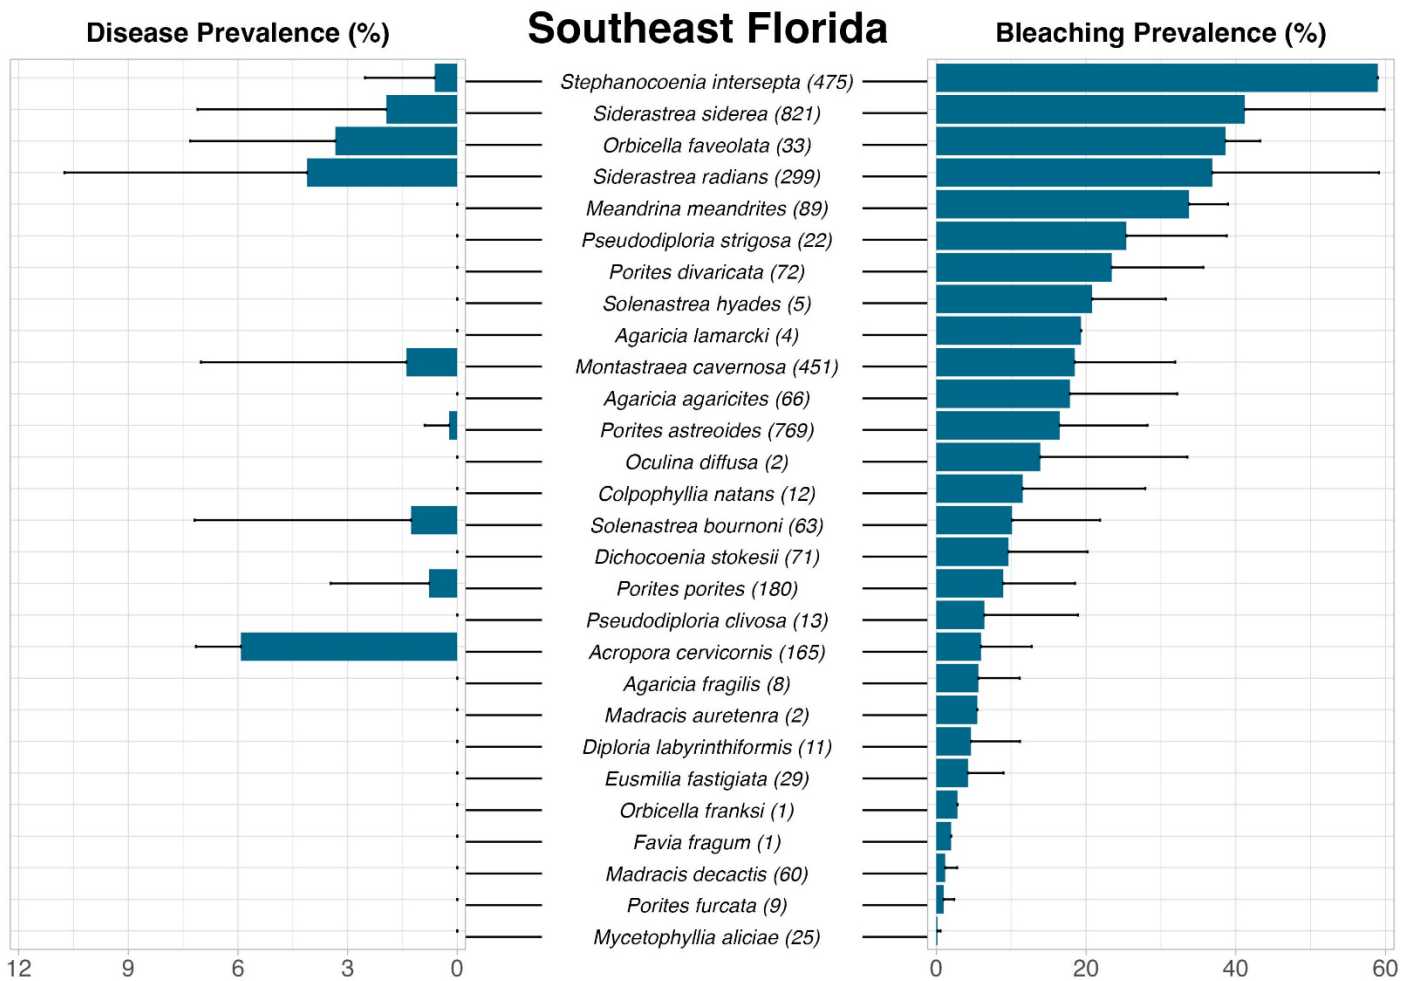 Southeast Florida
Disease Prevalence (%)
Bleaching Prevalence (%)
Stephanocoenia intersepta (475)
Siderastrea siderea (821)
Orbicella faveolata (33)
Siderastrea radians (299)
Meandrina meandrites (89)
Pseudodiploria strigosa (22)
Porites divaricata (72)
Solenastrea hyades (5)
Agaricia lamarcki (4)
Montastraea cavernosa (451)
Agaricia agaricites (66)
Porites astreoides (769)
Oculina diffusa (2)
Colpophyllia natans (12)
Solenastrea bournoni (63)
Dichocoenia stokesii (71)
Porites porites (180)
Pseudodiploria clivosa (13)
Acropora cervicornis (165)
Agaricia fragilis (8)
Madracis auretenra (2)
Diploria labyrinthiformis (11)
Eusmilia fastigiata (29)
Orbicella franksi (1)
Favia fragum (1)
Madracis decactis (60)
Porites furcata (9)
Mycetophyllia aliciae (25)
12 9 6 3 0
0 20 40 60